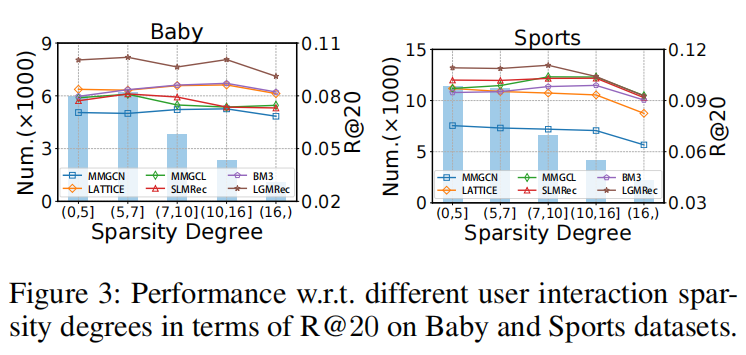 Baby
9
6
3
0
Num.(×1000)
0.11
0.08
0.05
0.02
R@20
MMGCN MMGCL BM3
LATTICE SLMRec LGMRec
(0,5] (5,7] (7,10] (10,16] (16,)
Sparsity Degree
Sports
15
10
5
0
Num.(×1000)
0.12
0.09
0.06
0.03
R@20
MMGCN MMGCL BM3
LATTICE SLMRec LGMRec
(0,5] (5,7] (7,10] (10,16] (16,)
Sparsity Degree
Figure 3: Performance w.r.t. different user interaction spar-
sity degrees in terms of R@20 on Baby and Sports datasets.